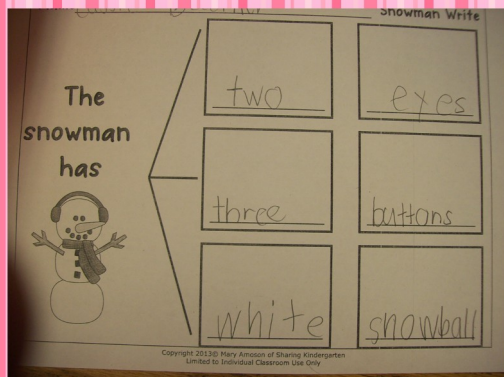 Snowman Write
The
snowman
has
two eyes
three buttons
white snowball
Copyright 2013© Mary Amoson of Sharing Kindergarten
Limited to Individual Classroom Use Only